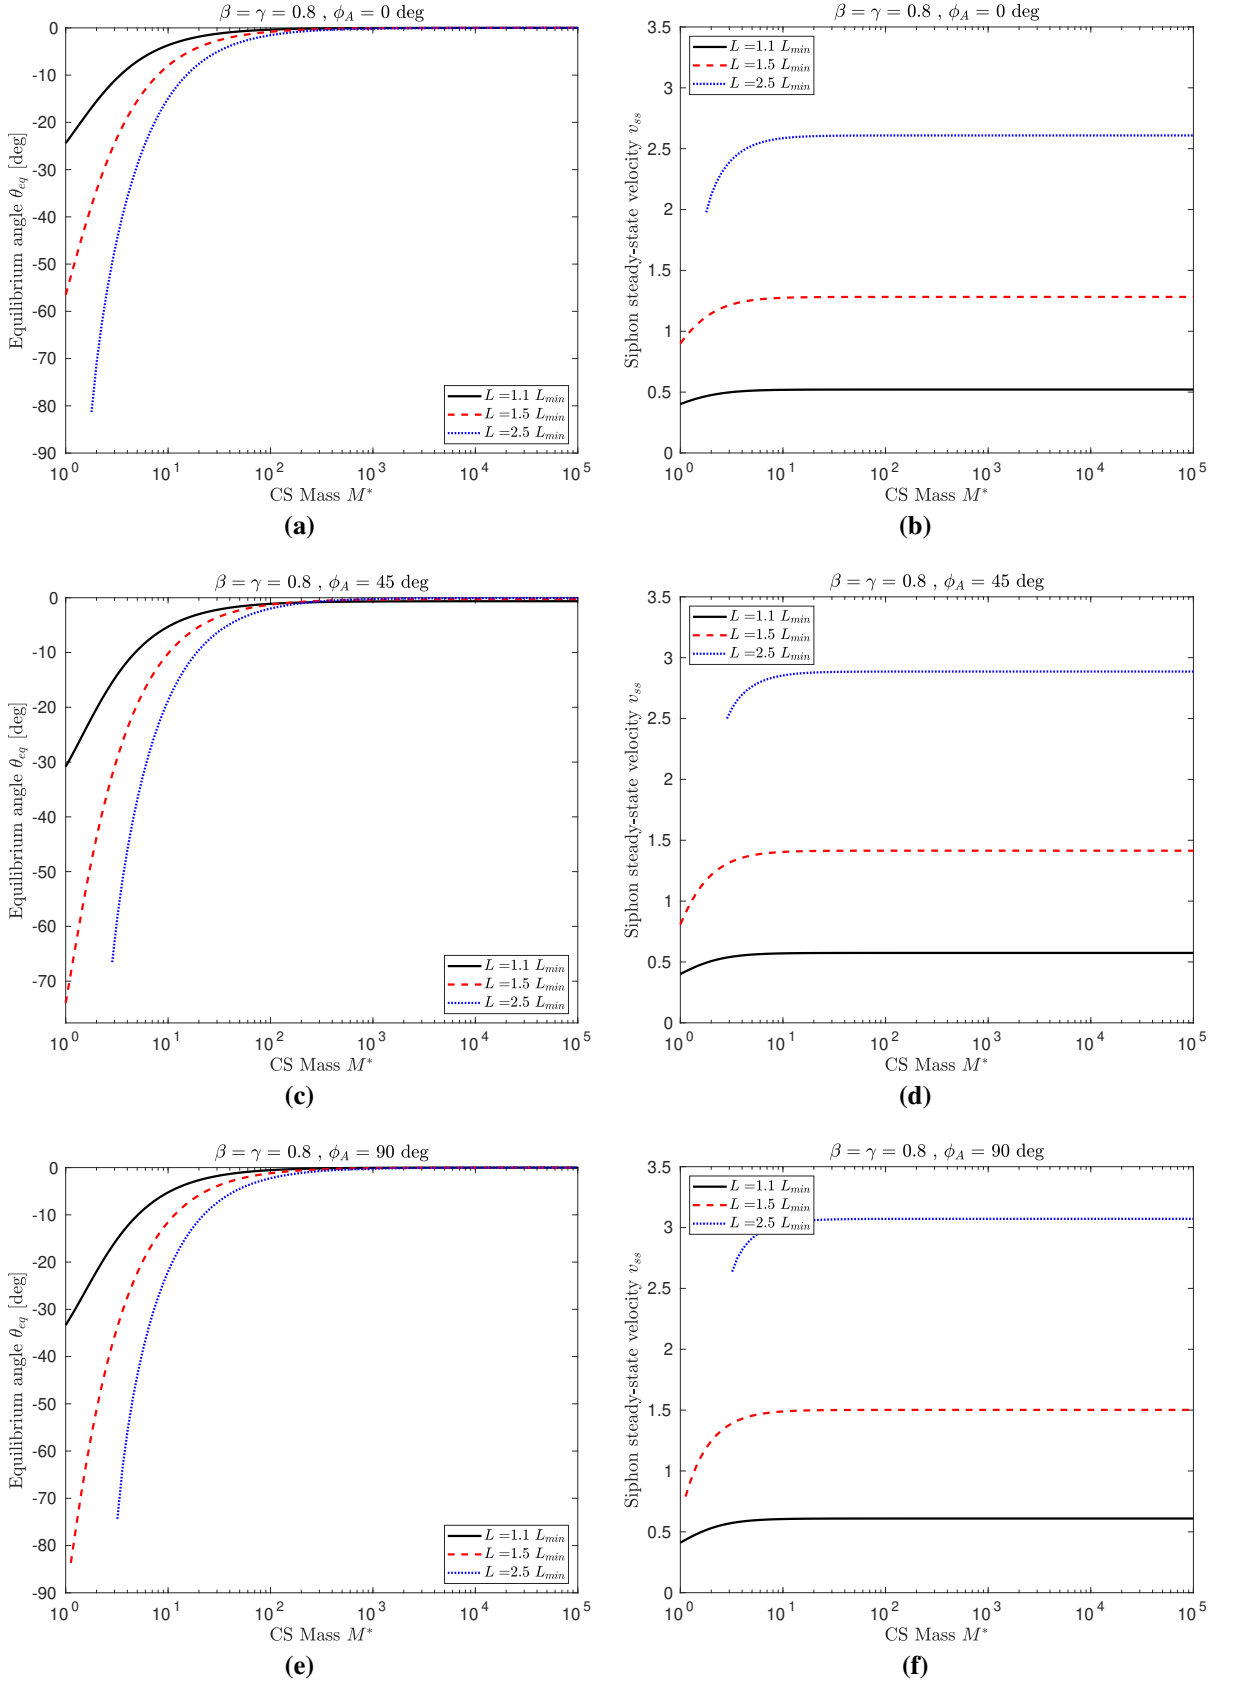 β = γ = 0.8 , ϕ_A = 0 deg
0
-10
-20
-30
-40
-50
-60
-70
-80
-90
Equilibrium angle θ_eq [deg]
L =1.1 L_min
L =1.5 L_min
L =2.5 L_min
10^0 10^1 10^2 10^3 10^4 10^5
CS Mass M*
(a)
β = γ = 0.8 , ϕ_A = 0 deg
3.5
3
2.5
2
1.5
1
0.5
0
Siphon steady-state velocity v_ss
L =1.1 L_min
L =1.5 L_min
L =2.5 L_min
10^0 10^1 10^2 10^3 10^4 10^5
CS Mass M*
(b)
β = γ = 0.8 , ϕ_A = 45 deg
0
-10
-20
-30
-40
-50
-60
-70
Equilibrium angle θ_eq [deg]
L =1.1 L_min
L =1.5 L_min
L =2.5 L_min
10^0 10^1 10^2 10^3 10^4 10^5
CS Mass M*
(c)
β = γ = 0.8 , ϕ_A = 45 deg
3.5
3
2.5
2
1.5
1
0.5
0
Siphon steady-state velocity v_ss
L =1.1 L_min
L =1.5 L_min
L =2.5 L_min
10^0 10^1 10^2 10^3 10^4 10^5
CS Mass M*
(d)
β = γ = 0.8 , ϕ_A = 90 deg
0
-10
-20
-30
-40
-50
-60
-70
-80
-90
Equilibrium angle θ_eq [deg]
L =1.1 L_min
L =1.5 L_min
L =2.5 L_min
10^0 10^1 10^2 10^3 10^4 10^5
CS Mass M*
(e)
β = γ = 0.8 , ϕ_A = 90 deg
3.5
3
2.5
2
1.5
1
0.5
0
Siphon steady-state velocity v_ss
L =1.1 L_min
L =1.5 L_min
L =2.5 L_min
10^0 10^1 10^2 10^3 10^4 10^5
CS Mass M*
(f)